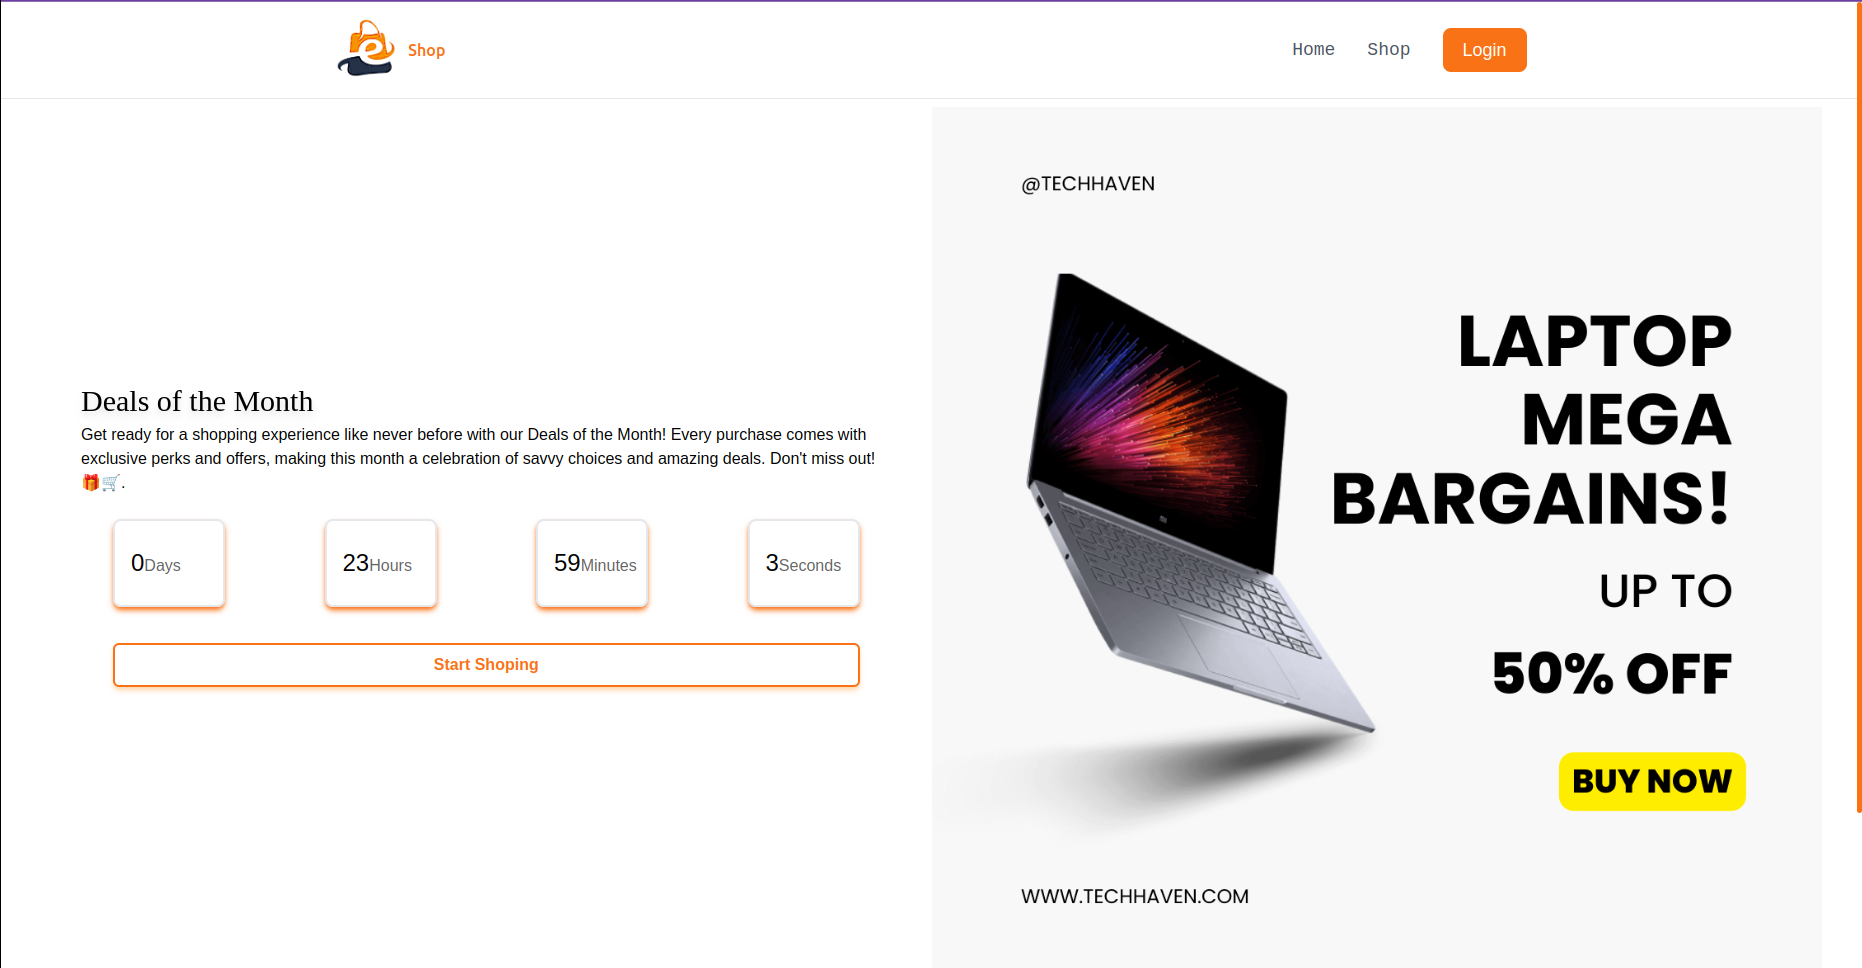 Shop
Home
Shop
Login
Deals of the Month
Get ready for a shopping experience like never before with our Deals of the Month! Every purchase comes with
exclusive perks and offers, making this month a celebration of savvy choices and amazing deals. Don't miss out!
🎁🛒.
0Days
23Hours
59Minutes
3Seconds
Start Shoping
@TECHHAVEN
LAPTOP
MEGA
BARGAINS!
UP TO
50% OFF
BUY NOW
WWW.TECHHAVEN.COM